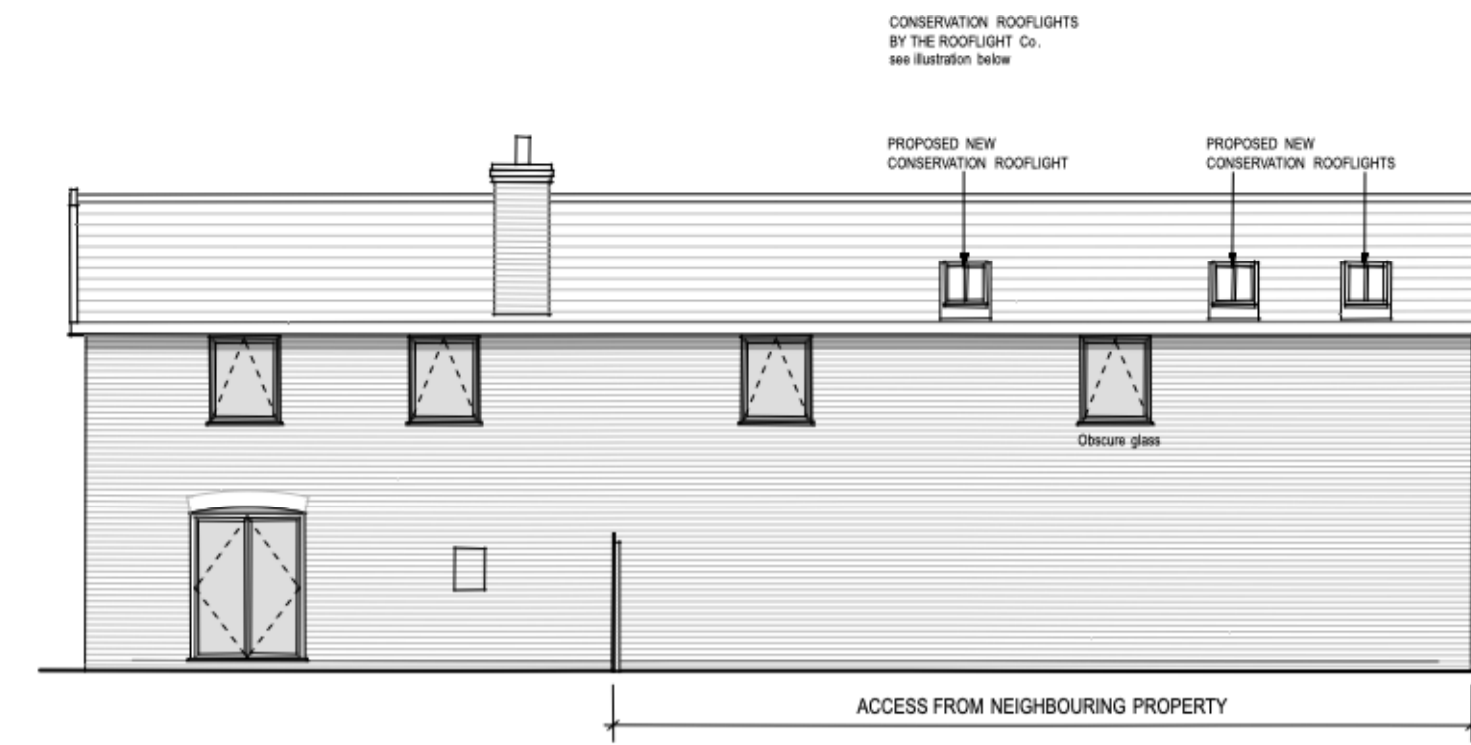 CONSERVATION ROOFLIGHTS
BY THE ROOFLIGHT Co.
see illustration below
PROPOSED NEW
CONSERVATION ROOFLIGHT
PROPOSED NEW
CONSERVATION ROOFLIGHTS
Obscure glass
ACCESS FROM NEIGHBOURING PROPERTY